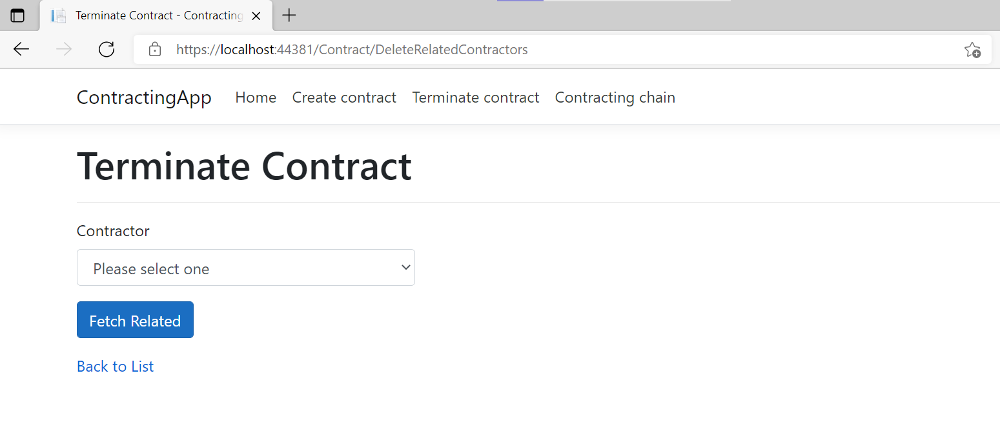 Terminate Contract - Contracting
https://localhost:44381/Contract/DeleteRelatedContractors
ContractingApp Home Create contract Terminate contract Contracting chain
Terminate Contract
Contractor
Please select one
Fetch Related
Back to List